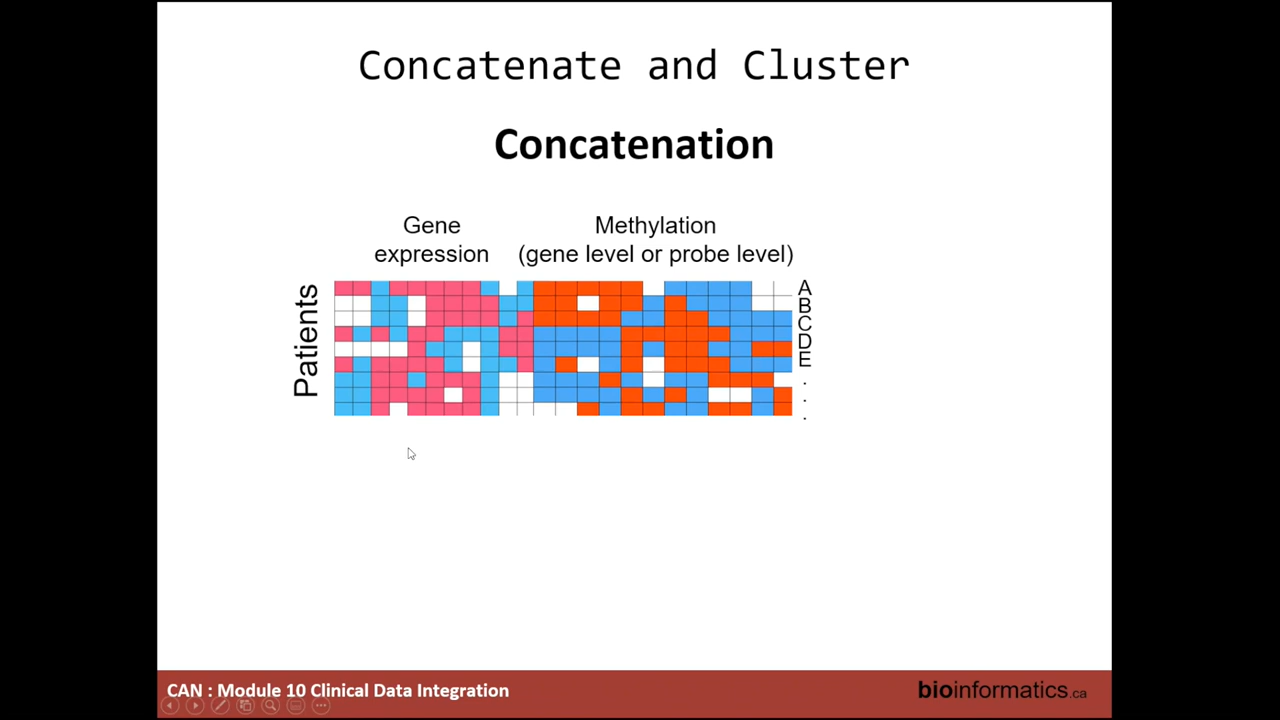 Concatenate and Cluster
Concatenation
Gene
expression
Methylation
(gene level or probe level)
Patients
A
B
C
D
E
.
.
.
CAN : Module 10 Clinical Data Integration
bioinformatics.ca